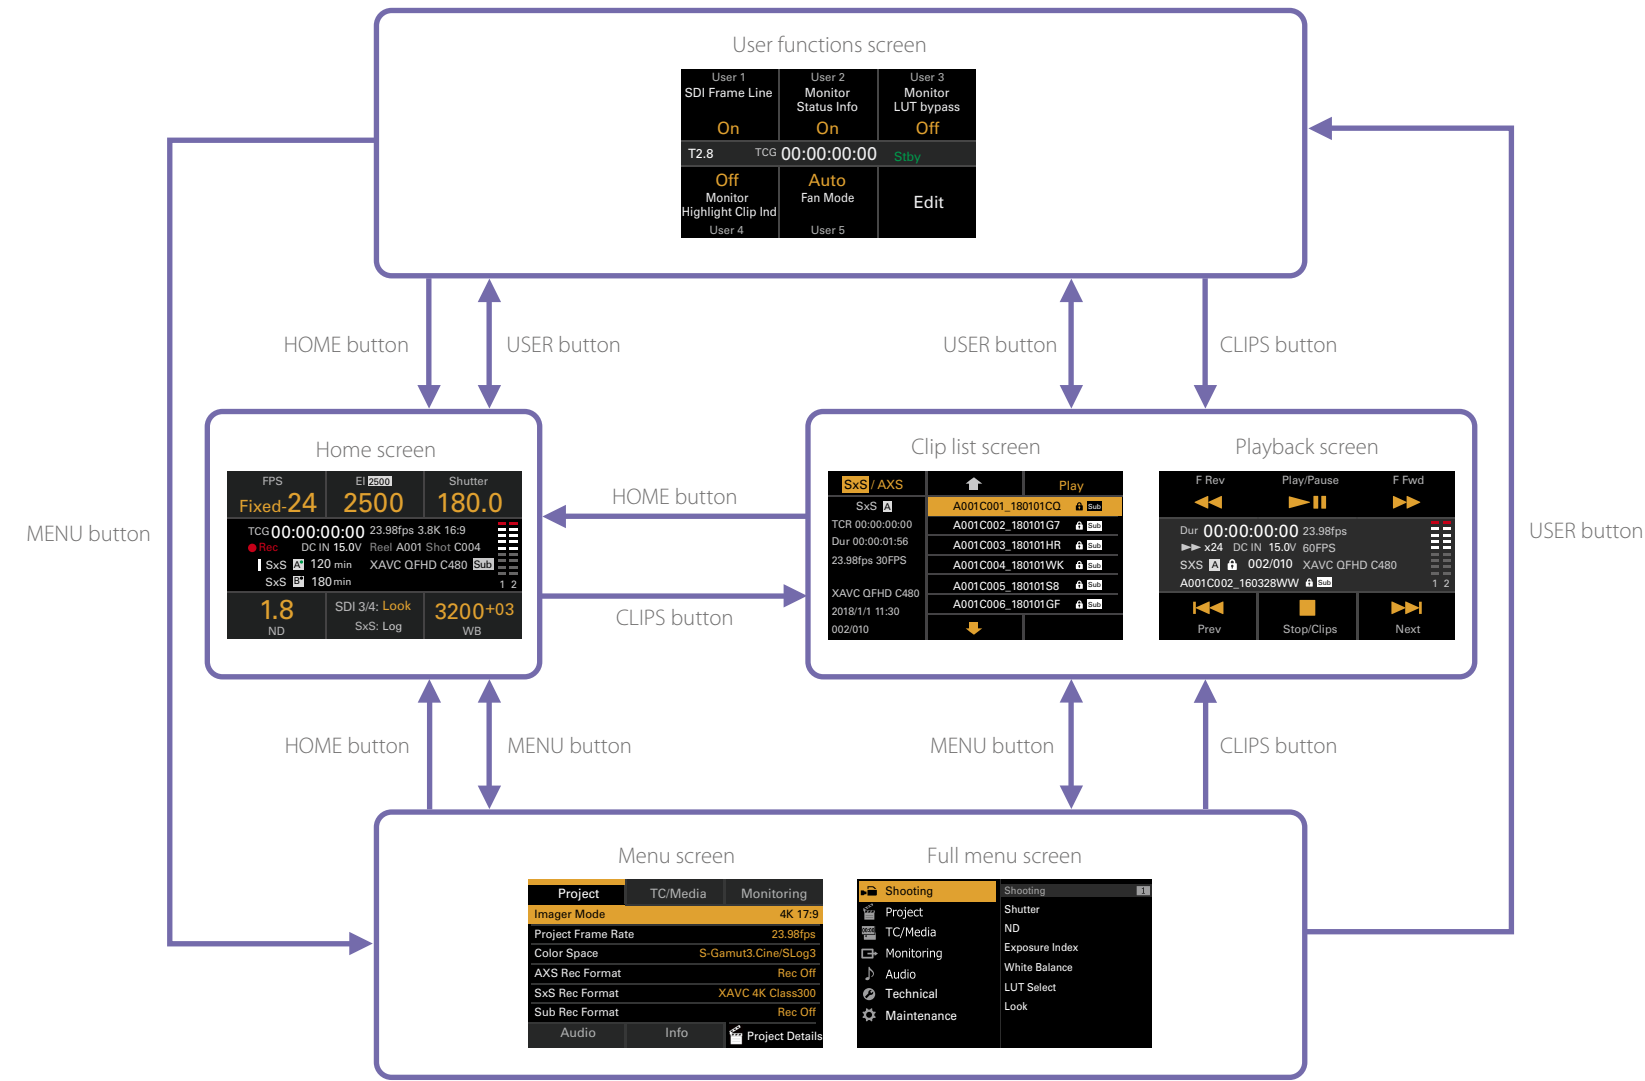 User functions screen
User 1 User 2 User 3
SDI Frame Line Monitor Monitor
Status Info LUT bypass
On On Off
T2.8 TCG 00:00:00:00 Stby
Off Auto
Monitor Fan Mode Edit
Highlight Clip Ind
User 4 User 5
HOME button USER button USER button CLIPS button
MENU button
USER button
Home screen
FPS EI 2500 Shutter
Fixed-24 2500 180.0
TCG 00:00:00:00 23.98fps 3.8K 16:9
Rec DC IN 15.0V Reel A001 Shot C004
SxS A 120 min XAVC QFHD C480 Sub
SxS B 180 min 1 2
1.8 SDI 3/4: Look 3200+03
ND SxS: Log WB
HOME button
CLIPS button
Clip list screen
SxS / AXS Play
SxS A A001C001_180101CQ Sub
TCR 00:00:00:00 A001C002_180101G7 Sub
Dur 00:00:01:56 A001C003_180101HR Sub
23.98fps 30FPS A001C004_180101WK Sub
XAVC QFHD C480 A001C005_180101S8 Sub
2018/1/1 11:30 A001C006_180101GF Sub
002/010
Playback screen
F Rev Play/Pause F Fwd
Dur 00:00:00:00 23.98fps
x24 DC IN 15.0V 60FPS
SXS A 002/010 XAVC QFHD C480
A001C002_160328WW Sub 1 2
Prev Stop/Clips Next
HOME button MENU button MENU button CLIPS button
Menu screen
Project TC/Media Monitoring
Imager Mode 4K 17:9
Project Frame Rate 23.98fps
Color Space S-Gamut3.Cine/SLog3
AXS Rec Format Rec Off
SxS Rec Format XAVC 4K Class300
Sub Rec Format Rec Off
Audio Info Project Details
Full menu screen
Shooting Shooting 1
Project Shutter
TC/Media ND
Monitoring Exposure Index
Audio White Balance
Technical LUT Select
Maintenance Look